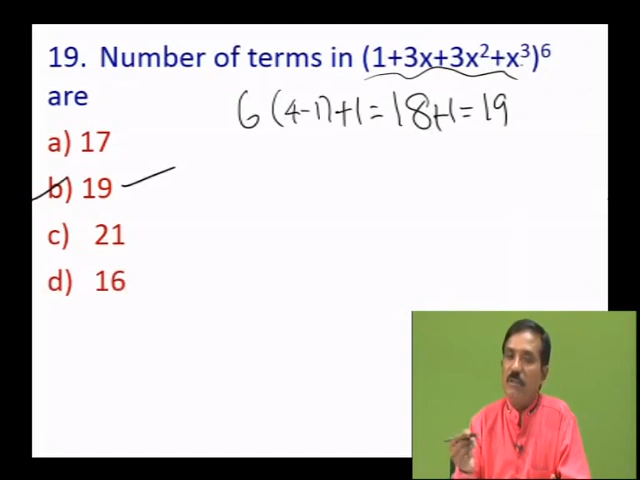 19. Number of terms in (1+3x+3x²+x³)⁶
are
6(4-1)+1=18+1=19
a) 17
b) 19
c) 21
d) 16